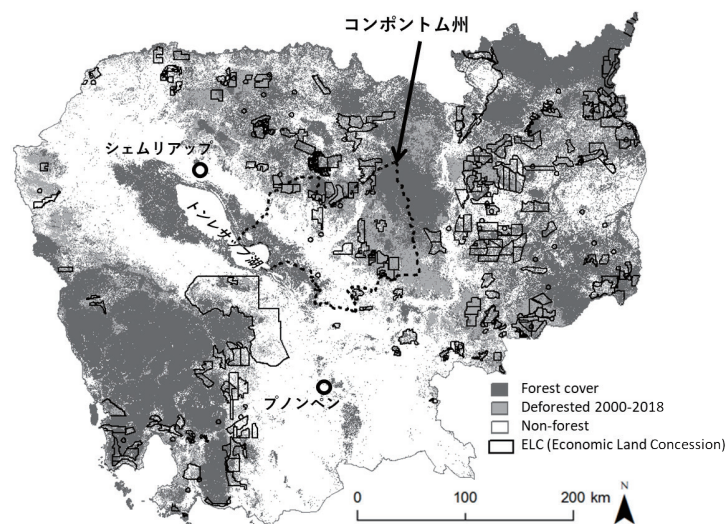 コンポントム州
シェムリアップ
トンレサップ湖
プノンペン
Forest cover
Deforested 2000-2018
Non-forest
ELC (Economic Land Concession)
0 100 200 km
N